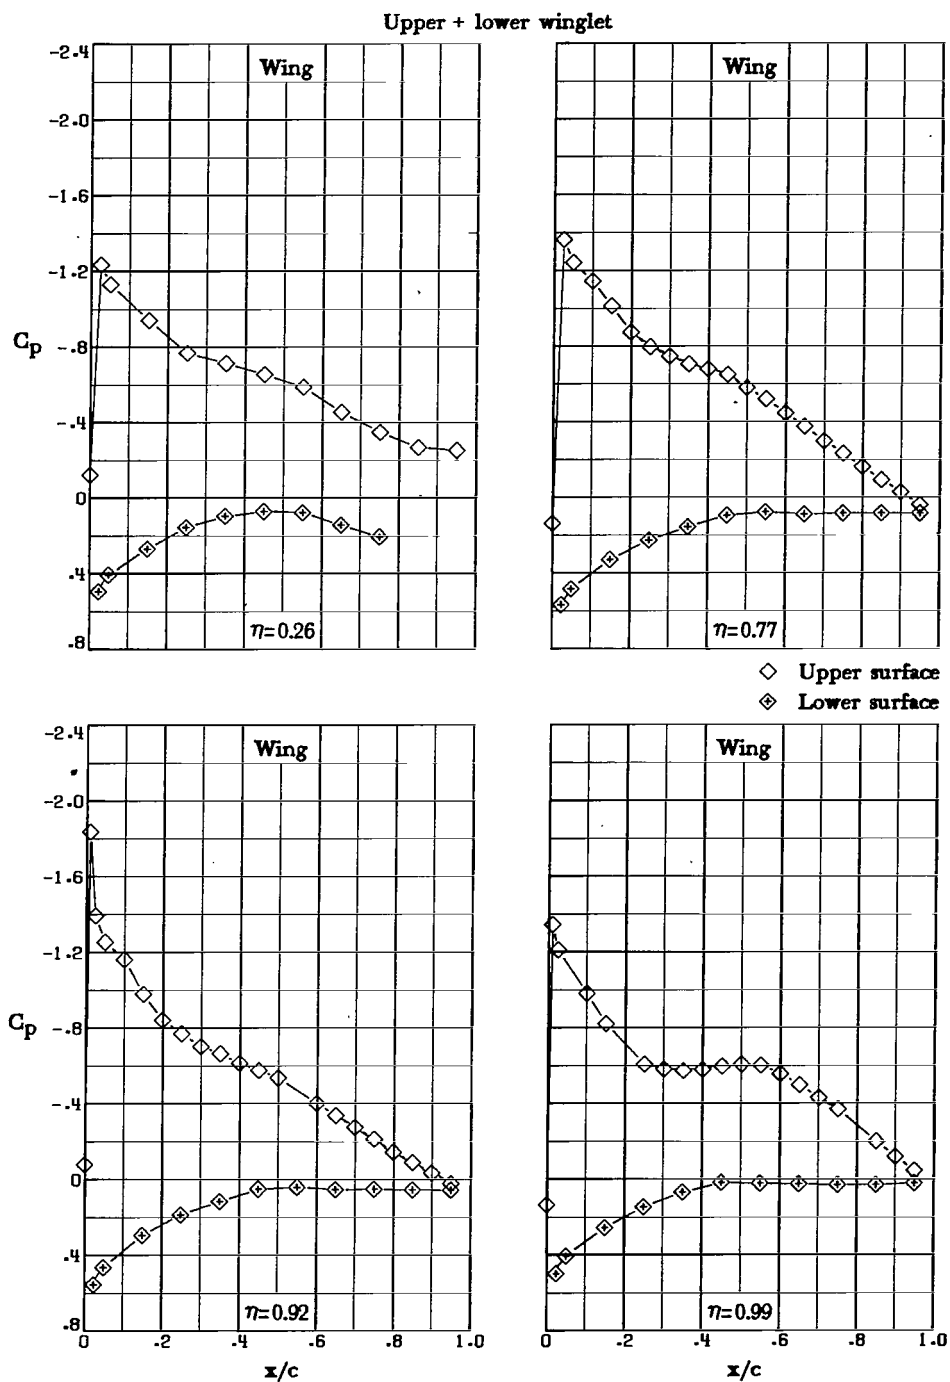 Upper + lower winglet
Wing
Wing
-2.4
-2.0
-1.6
-1.2
Cp
-.8
-.4
0
.4
.8
η=0.26
η=0.77
Upper surface
Lower surface
Wing
Wing
-2.4
-2.0
-1.6
-1.2
Cp
-.8
-.4
0
.4
.8
η=0.92
η=0.99
0 .2 .4 .6 .8 1.0
0 .2 .4 .6 .8 1.0
x/c
x/c